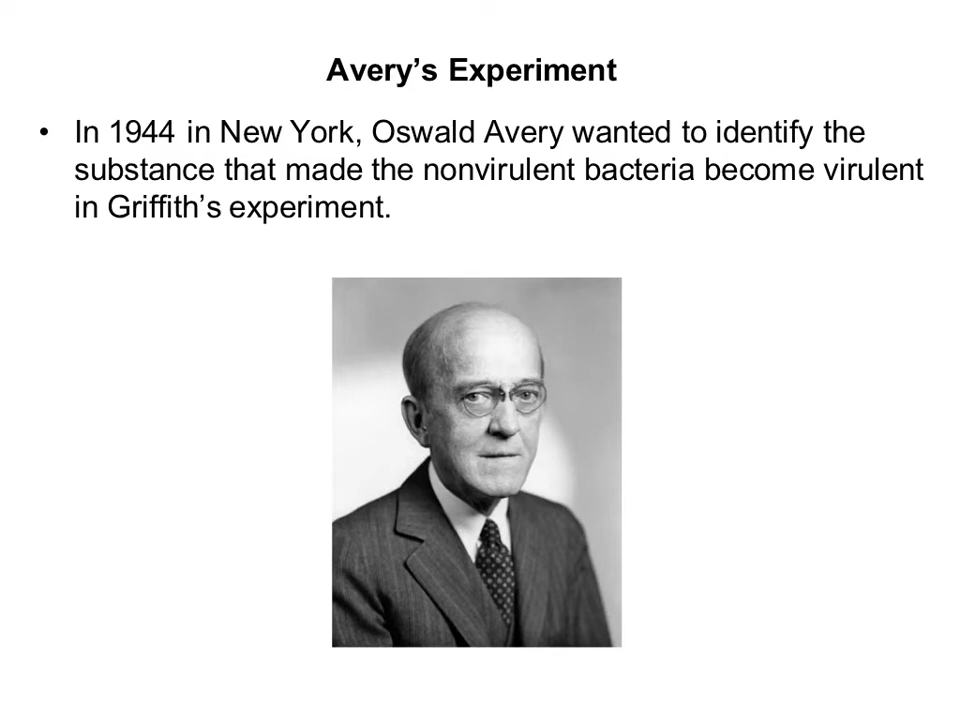 Avery’s Experiment
• In 1944 in New York, Oswald Avery wanted to identify the
substance that made the nonvirulent bacteria become virulent
in Griffith’s experiment.